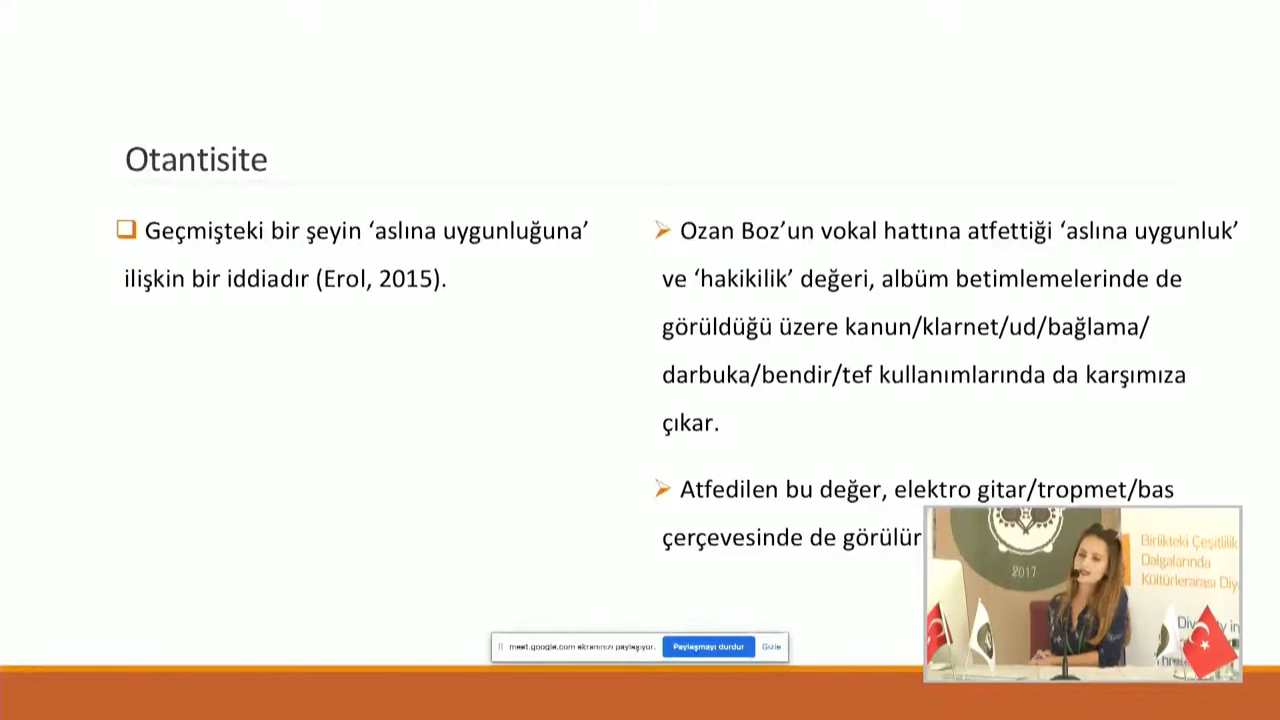 Otantisite
Geçmişteki bir şeyin ‘aslına uygunluğuna’
ilişkin bir iddiadır (Erol, 2015).
Ozan Boz’un vokal hattına atfettiği ‘aslına uygunluk’
ve ‘hakikilik’ değeri, albüm betimlemelerinde de
görüldüğü üzere kanun/klarnet/ud/bağlama/
darbuka/bendir/tef kullanımlarında da karşımıza
çıkar.
Atfedilen bu değer, elektro gitar/tropmet/bas
çerçevesinde de görülür
meet.google.com ekranınızı paylaşıyor.
Paylaşmayı durdur
Gizle
2017
Birlikteki Çeşitlilik
Dalgalarında
Kültürlerarası Diy